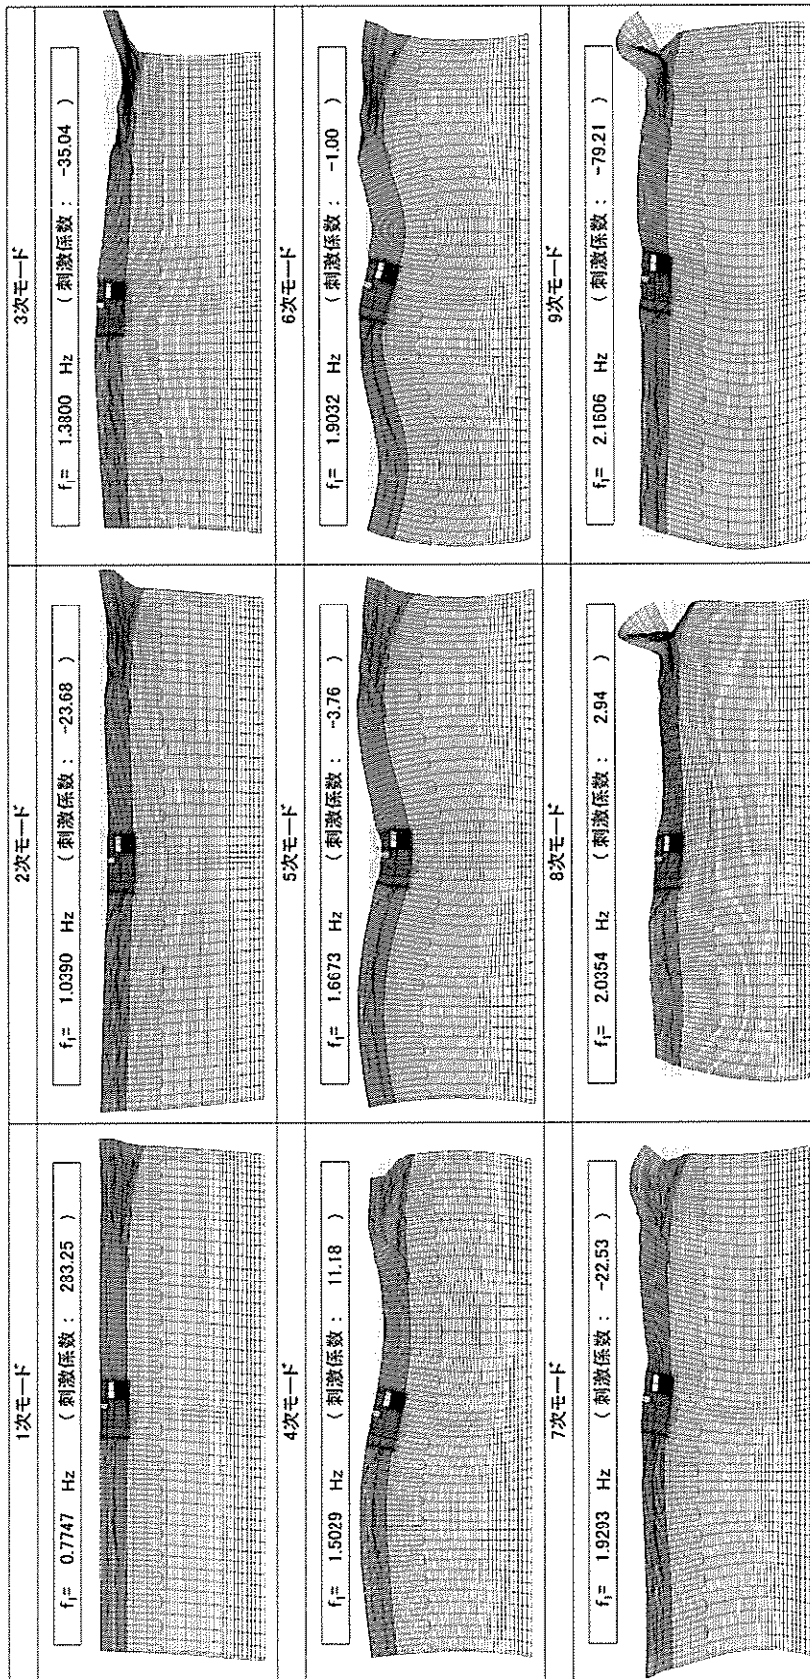 1次モード
2次モード
3次モード
f₁= 0.7747 Hz （刺激係数： 283.25 ）
f₁= 1.0390 Hz （刺激係数： -23.68 ）
f₁= 1.3800 Hz （刺激係数： -35.04 ）
4次モード
5次モード
6次モード
f₁= 1.5029 Hz （刺激係数： 11.18 ）
f₁= 1.6673 Hz （刺激係数： -3.76 ）
f₁= 1.9032 Hz （刺激係数： -1.00 ）
7次モード
8次モード
9次モード
f₁= 1.9293 Hz （刺激係数： -22.53 ）
f₁= 2.0354 Hz （刺激係数： 2.94 ）
f₁= 2.1606 Hz （刺激係数： -79.21 ）